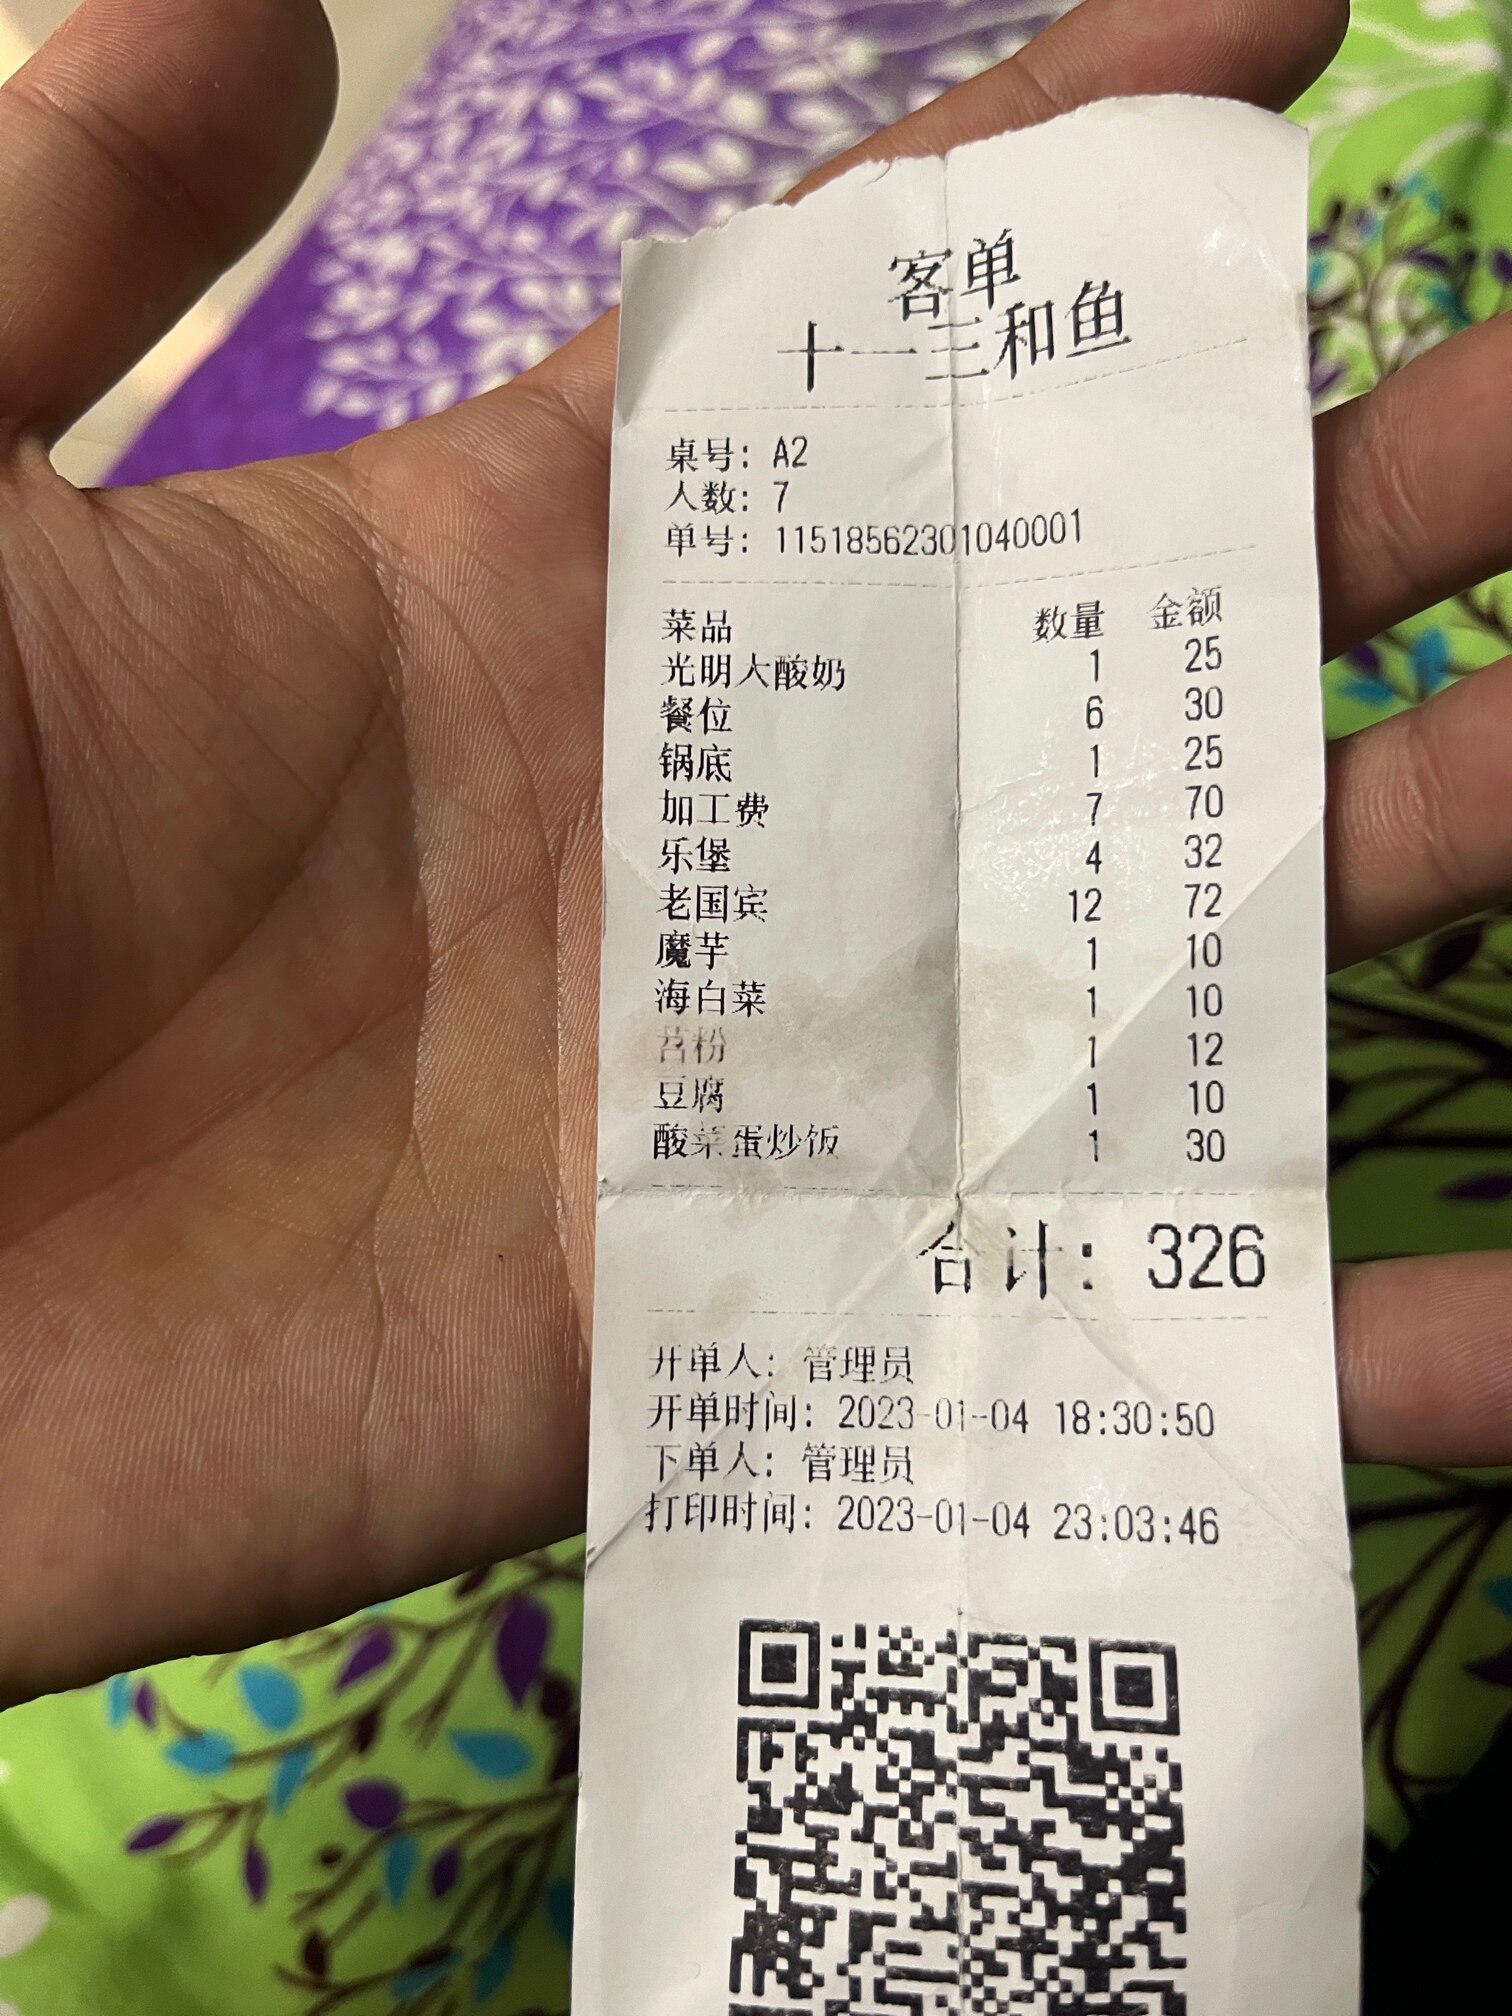 客单
十一三和鱼
桌号: A2
人数: 7
单号: 11518562301040001
菜品 数量 金额
光明大酸奶 1 25
餐位 6 30
锅底 1 25
加工费 7 70
乐堡 4 32
老国宾 12 72
魔芋 1 10
海白菜 1 10
苕粉 1 12
豆腐 1 10
酸菜蛋炒饭 1 30
合计: 326
开单人: 管理员
开单时间: 2023-01-04 18:30:50
下单人: 管理员
打印时间: 2023-01-04 23:03:46